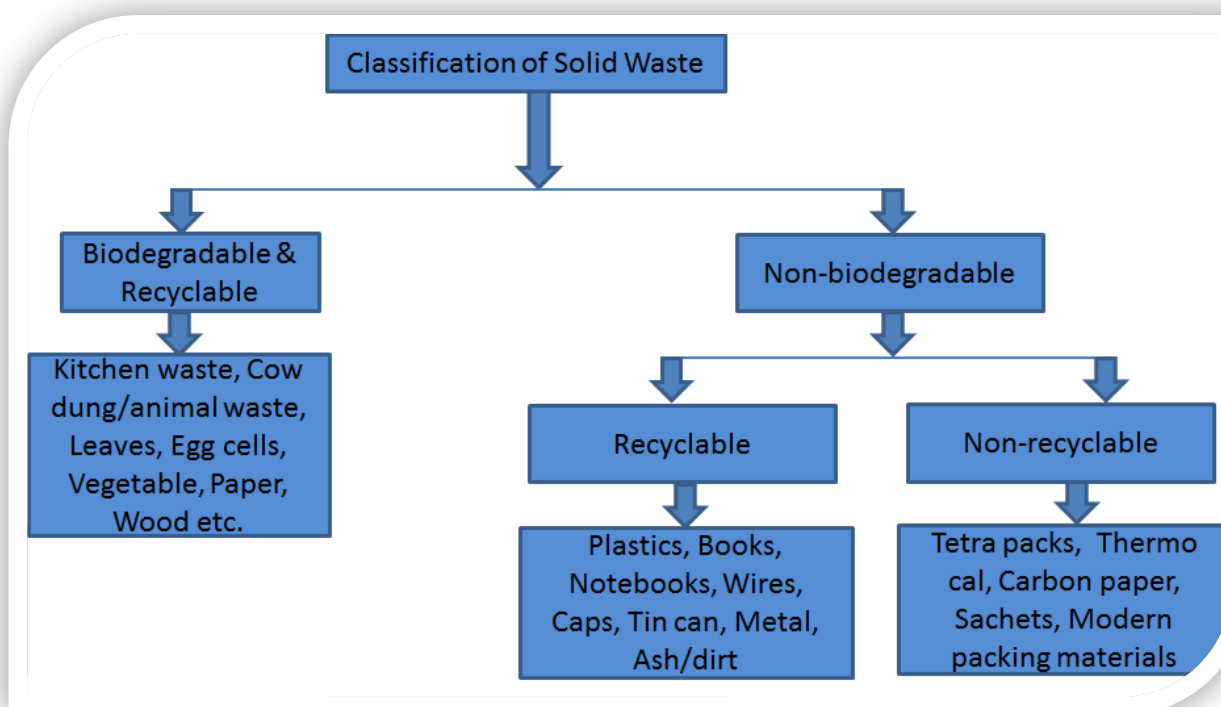 Classification of Solid Waste
Biodegradable &
Recyclable
Non-biodegradable
Kitchen waste, Cow
dung/animal waste,
Leaves, Egg cells,
Vegetable, Paper,
Wood etc.
Recyclable
Non-recyclable
Plastics, Books,
Notebooks, Wires,
Caps, Tin can, Metal,
Ash/dirt
Tetra packs, Thermo
cal, Carbon paper,
Sachets, Modern
packing materials